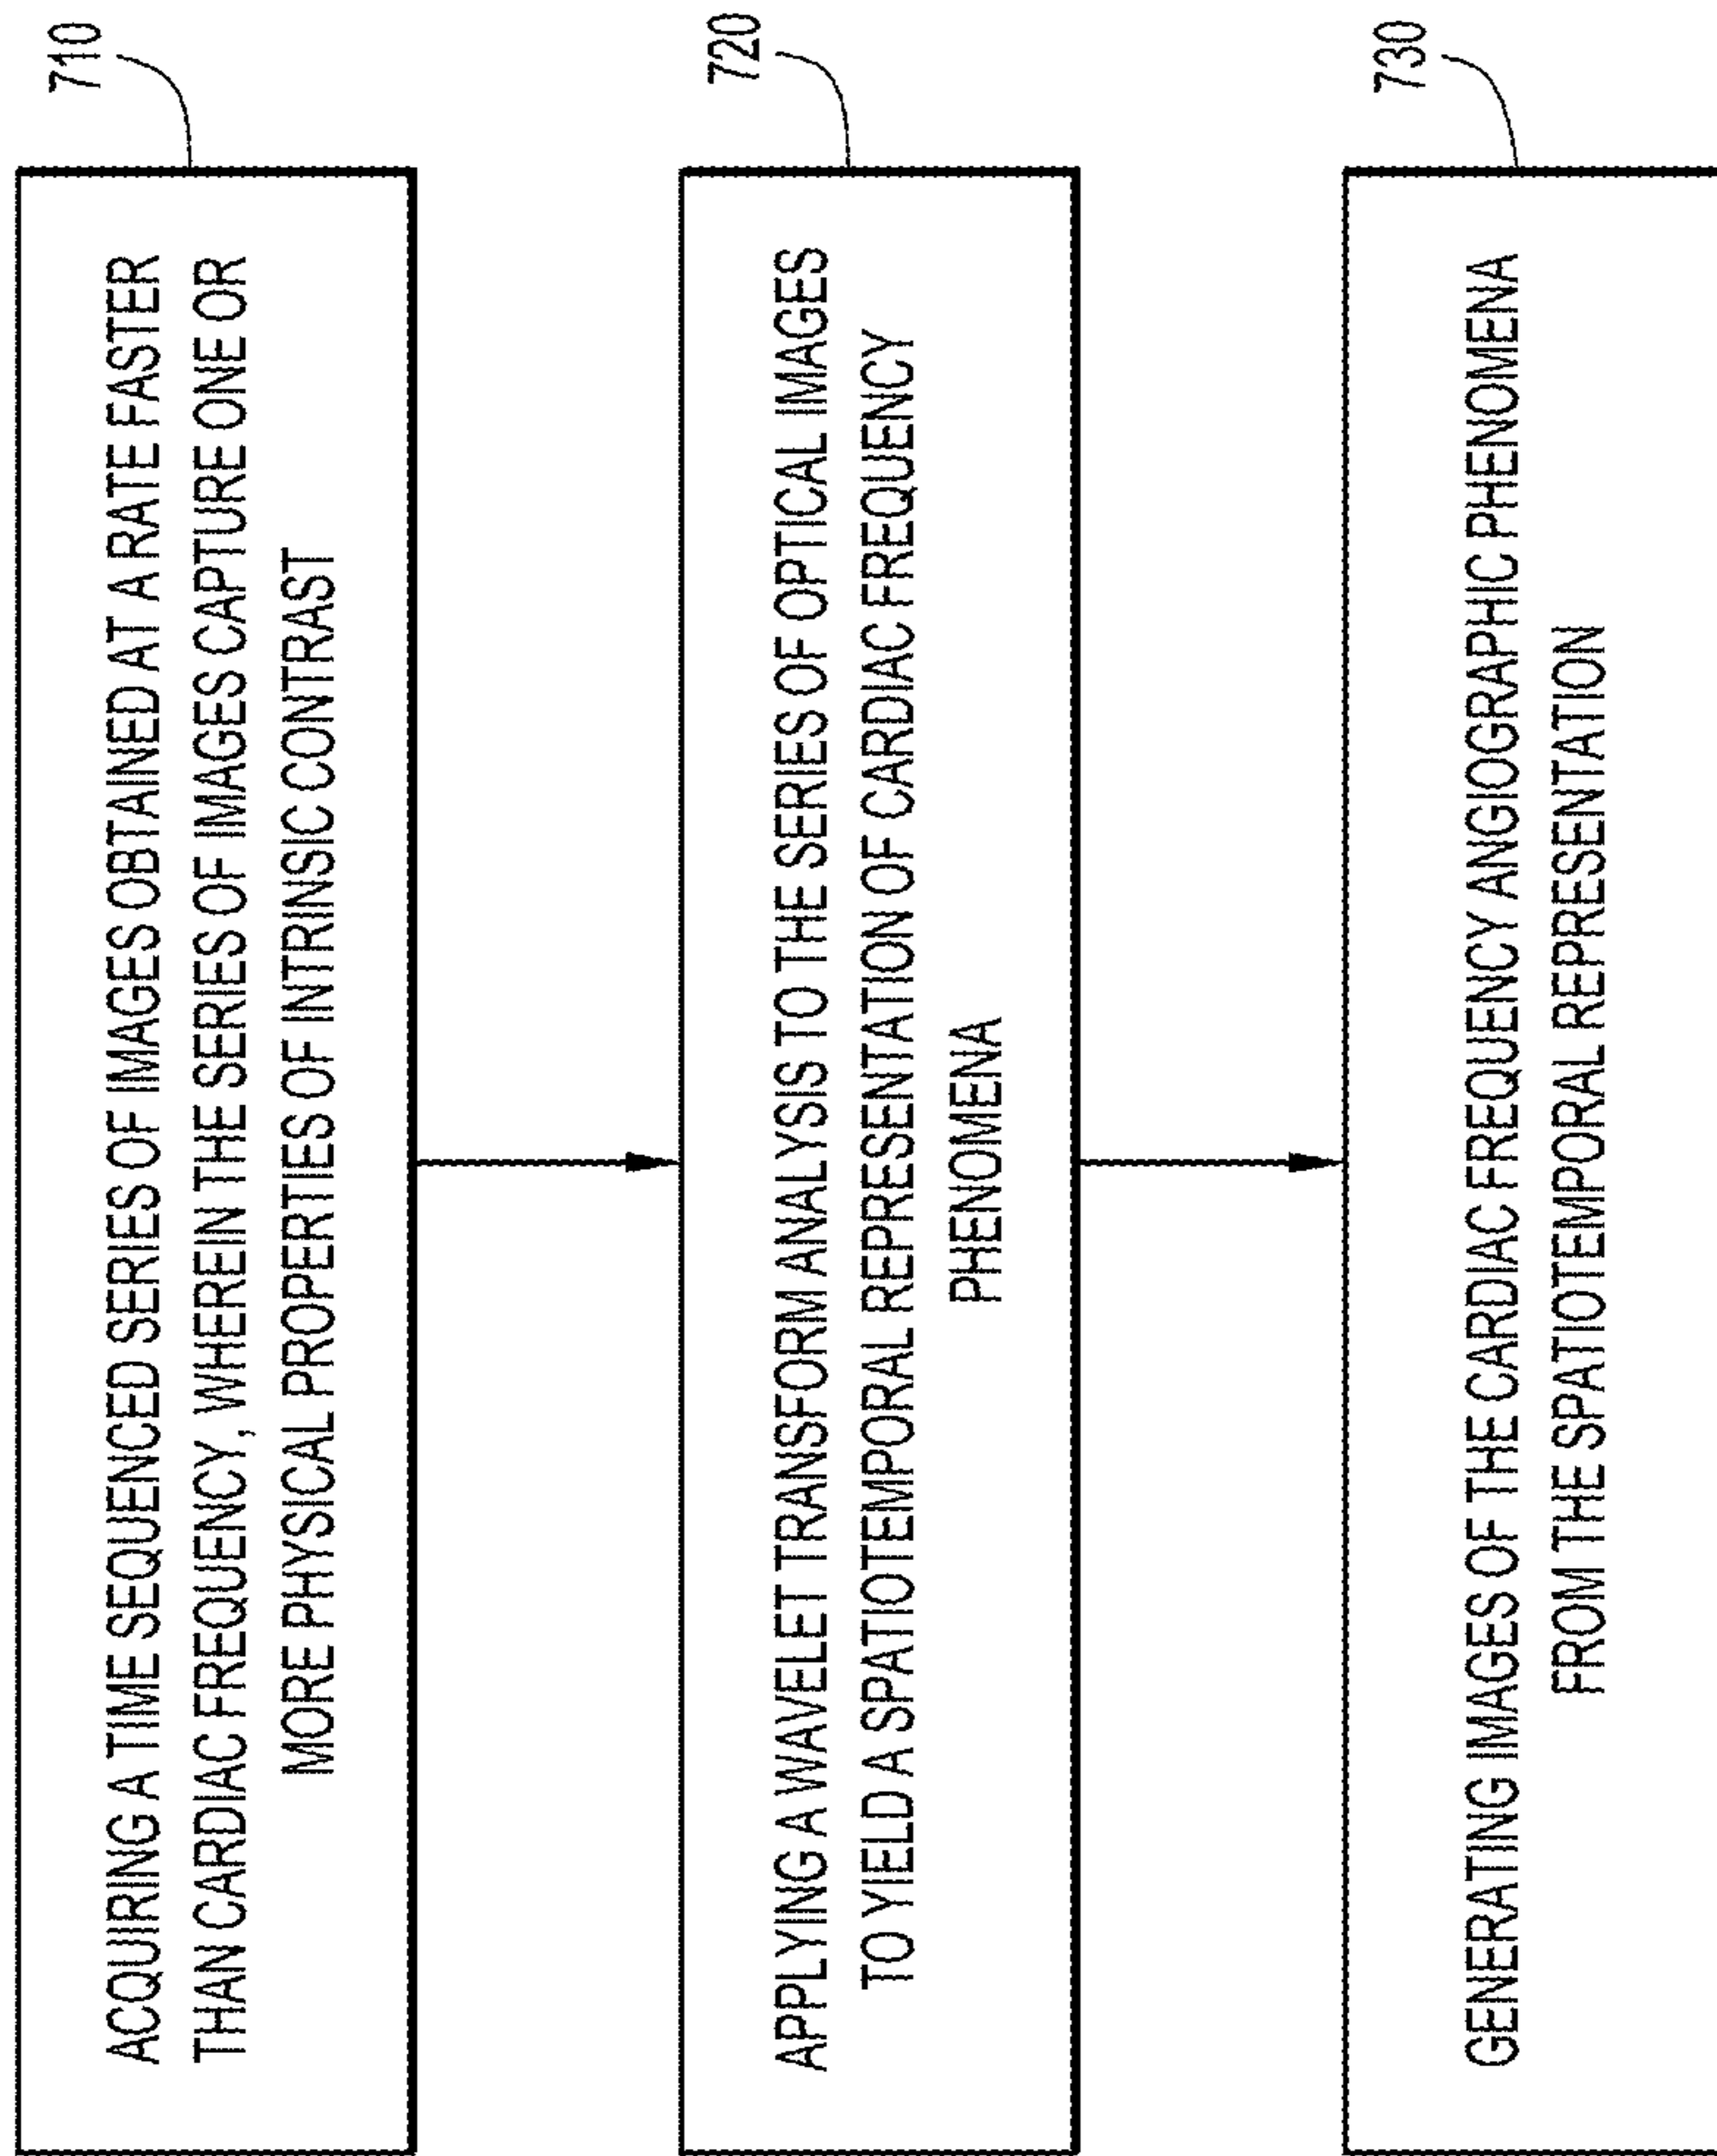 710
ACQUIRING A TIME SEQUENCED SERIES OF IMAGES OBTAINED AT A RATE FASTER
THAN CARDIAC FREQUENCY, WHEREIN THE SERIES OF IMAGES CAPTURE ONE OR
MORE PHYSICAL PROPERTIES OF INTRINSIC CONTRAST
720
APPLYING A WAVELET TRANSFORM ANALYSIS TO THE SERIES OF OPTICAL IMAGES
TO YIELD A SPATIOTEMPORAL REPRESENTATION OF CARDIAC FREQUENCY
PHENOMENA
730
GENERATING IMAGES OF THE CARDIAC FREQUENCY ANGIOGRAPHIC PHENOMENA
FROM THE SPATIOTEMPORAL REPRESENTATION